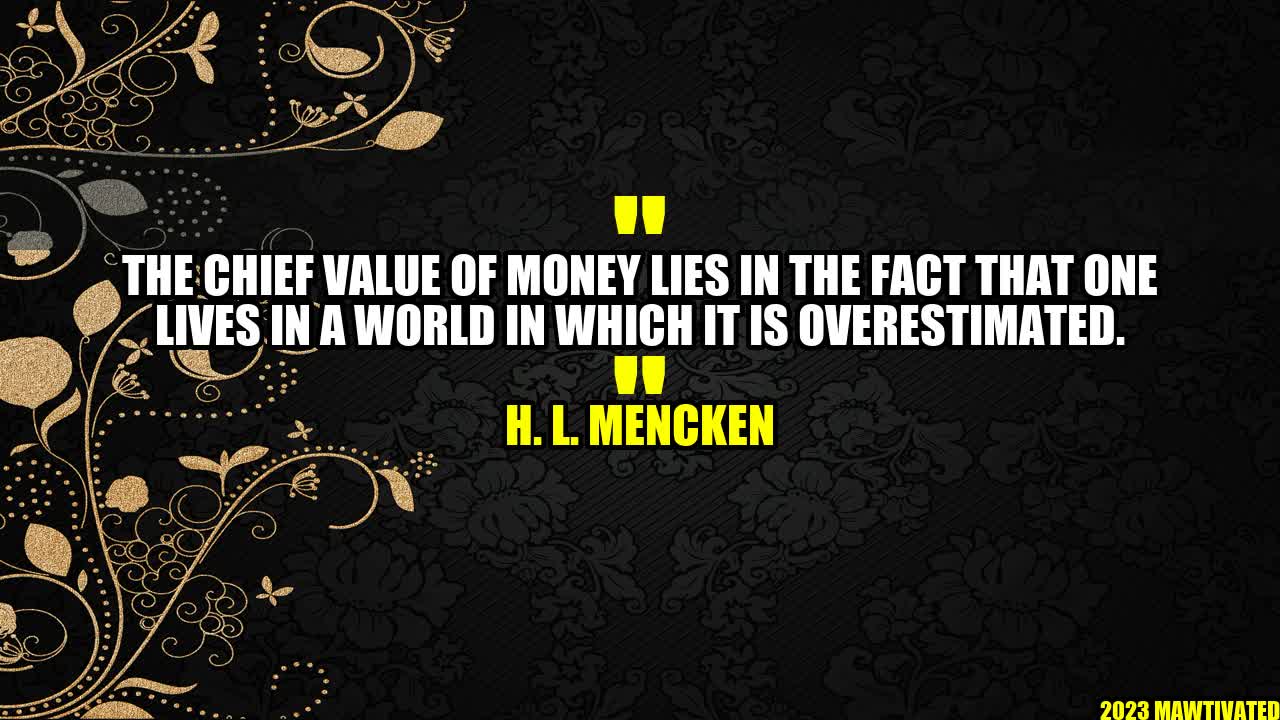 "
THE CHIEF VALUE OF MONEY LIES IN THE FACT THAT ONE
LIVES IN A WORLD IN WHICH IT IS OVERESTIMATED.
"
H. L. MENCKEN
2023 MAWTIVATED